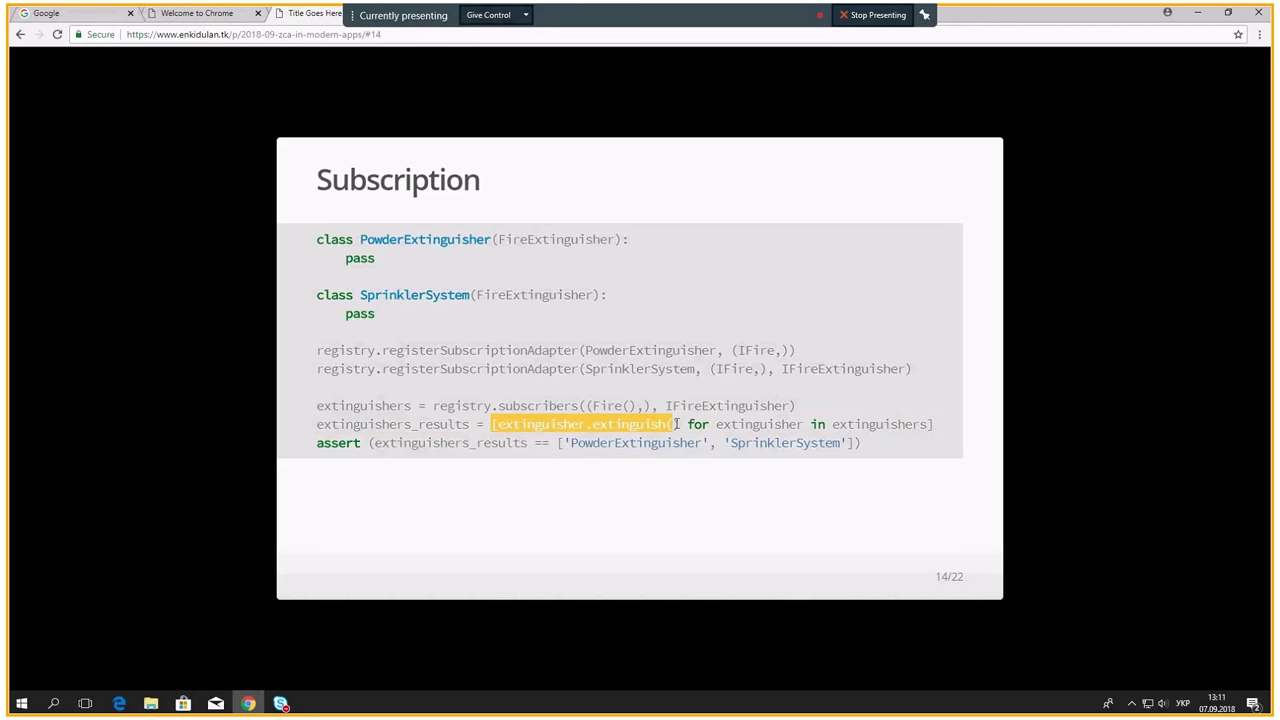 Google
Welcome to Chrome
Title Goes Here
Currently presenting
Give Control
Stop Presenting
Secure
https://www.enkidulan.tk/p/2018-09-zca-in-modern-apps/#14
Subscription
class PowderExtinguisher(FireExtinguisher):
pass
class SprinklerSystem(FireExtinguisher):
pass
registry.registerSubscriptionAdapter(PowderExtinguisher, (IFire,))
registry.registerSubscriptionAdapter(SprinklerSystem, (IFire,), IFireExtinguisher)
extinguishers = registry.subscribers((Fire(),), IFireExtinguisher)
extinguishers_results = [extinguisher.extinguish() for extinguisher in extinguishers]
assert (extinguishers_results == ['PowderExtinguisher', 'SprinklerSystem'])
14/22
УКР
13:11
07.09.2018
2